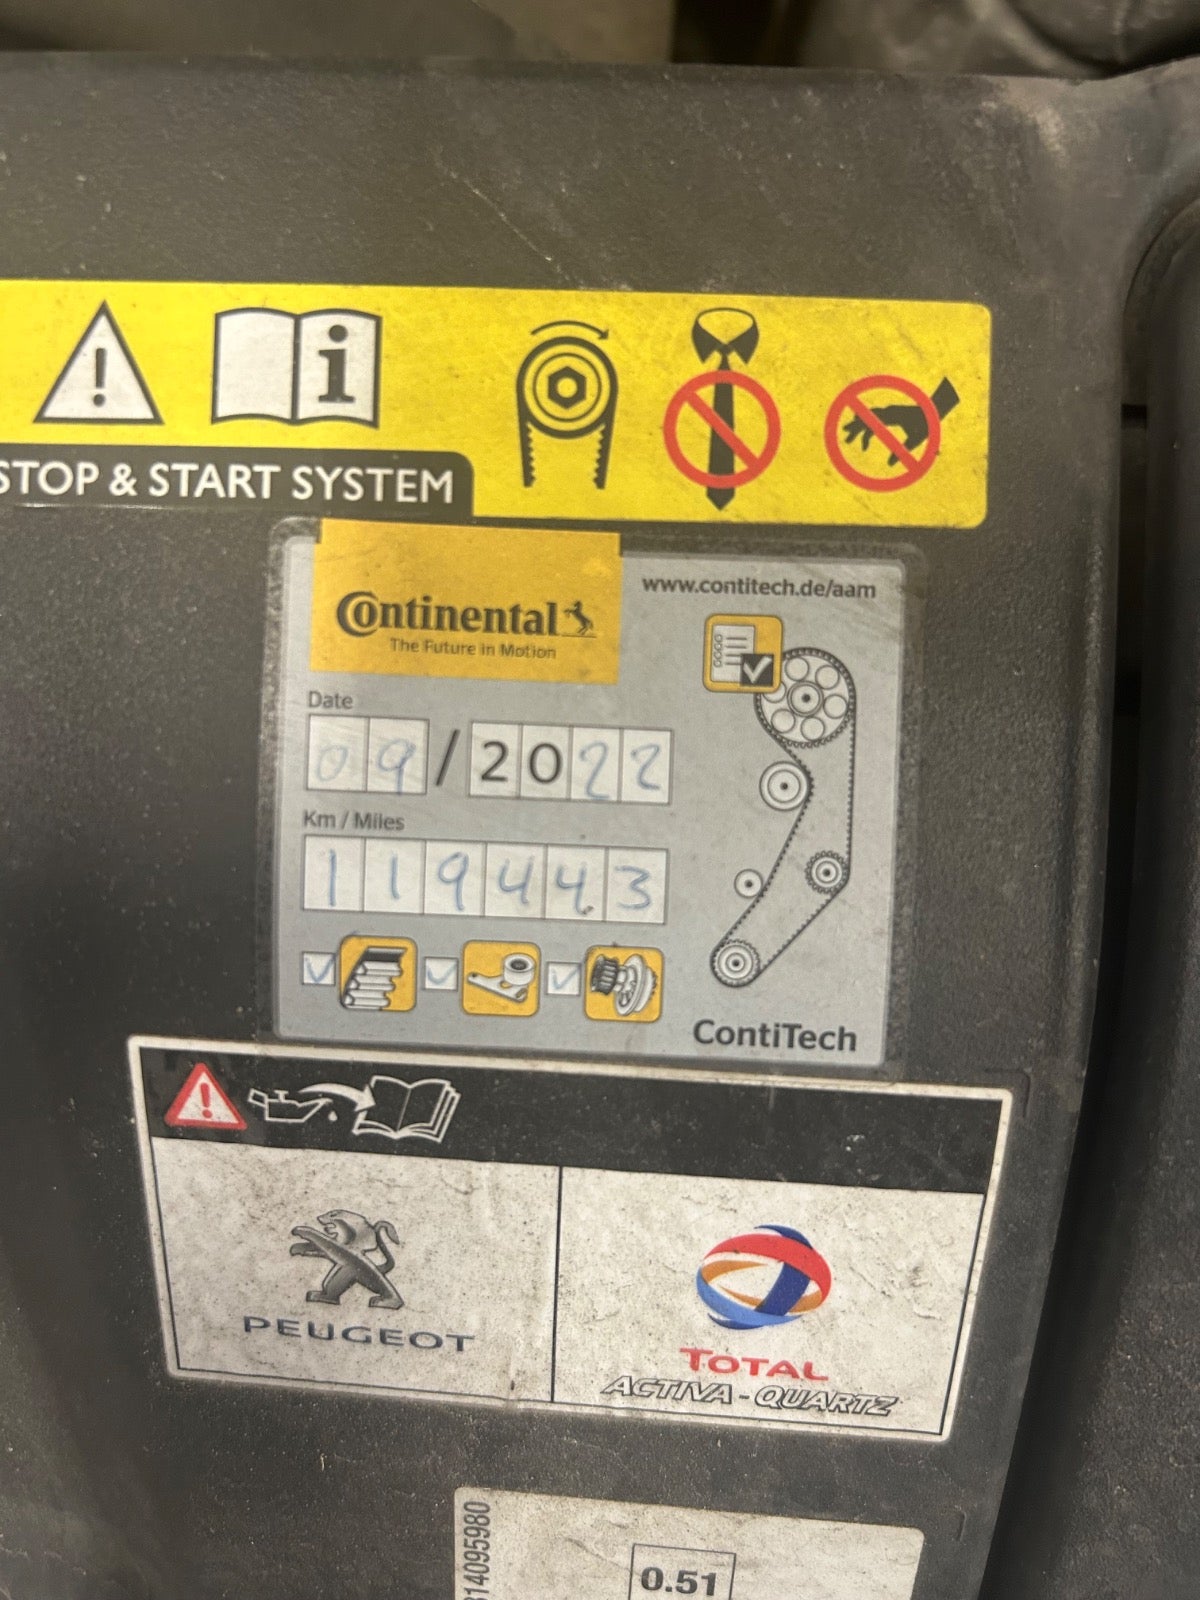 STOP & START SYSTEM
Continental
The Future in Motion
www.contitech.de/aam
Date
09/2022
Km / Miles
119443
ContiTech
PEUGEOT
TOTAL
ACTIVA-QUARTZ
814095980
0.51